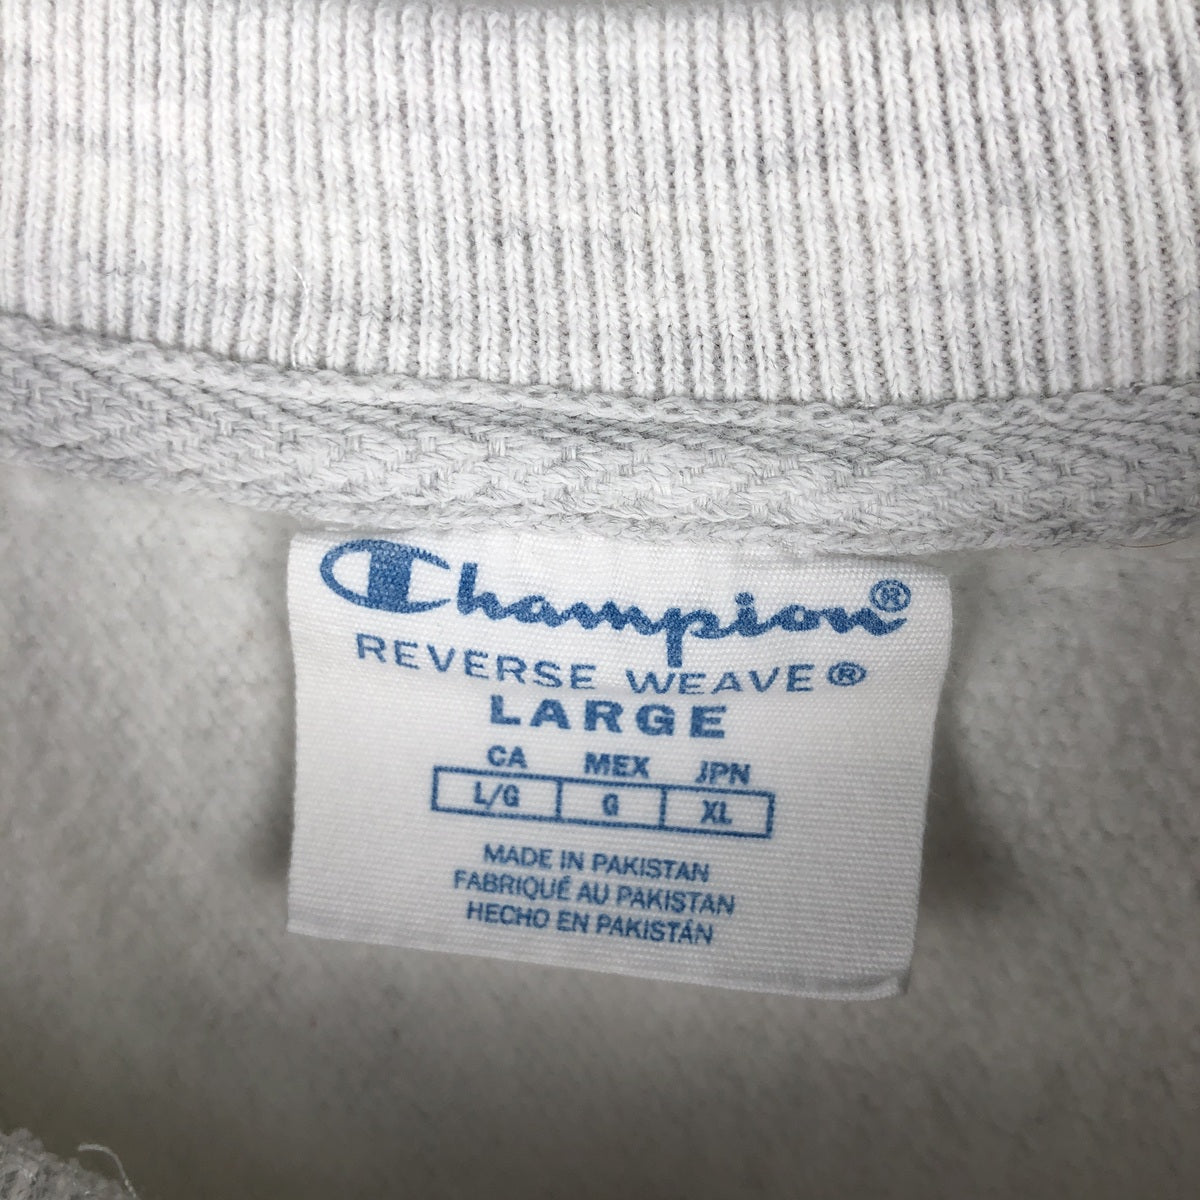 Champion®
REVERSE WEAVE®
LARGE
CA MEX JPN
L/G G XL
MADE IN PAKISTAN
FABRIQUÉ AU PAKISTAN
HECHO EN PAKISTÁN